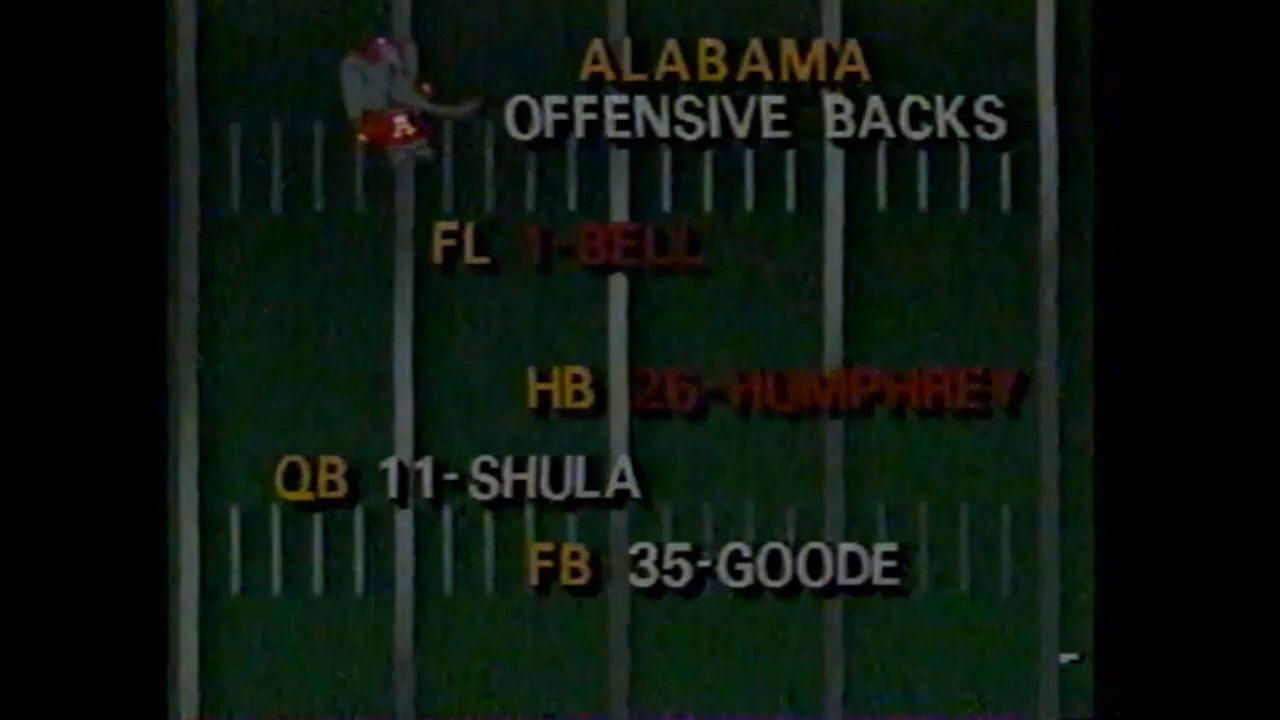 ALABAMA
OFFENSIVE BACKS
A
FL 1-BELL
HB 26-HUMPHREY
QB 11-SHULA
FB 35-GOODE